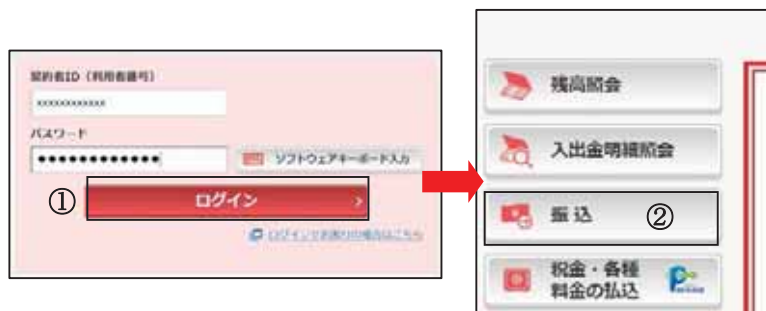 契約者ID（利用者番号）
xxxxxxxxxxxx
パスワード
●●●●●●●●●●●●
ソフトウェアキーボード入力
①
ログイン
ログインでお困りの場合はこちら
残高照会
入出金明細照会
振込
②
税金・各種
料金の払込